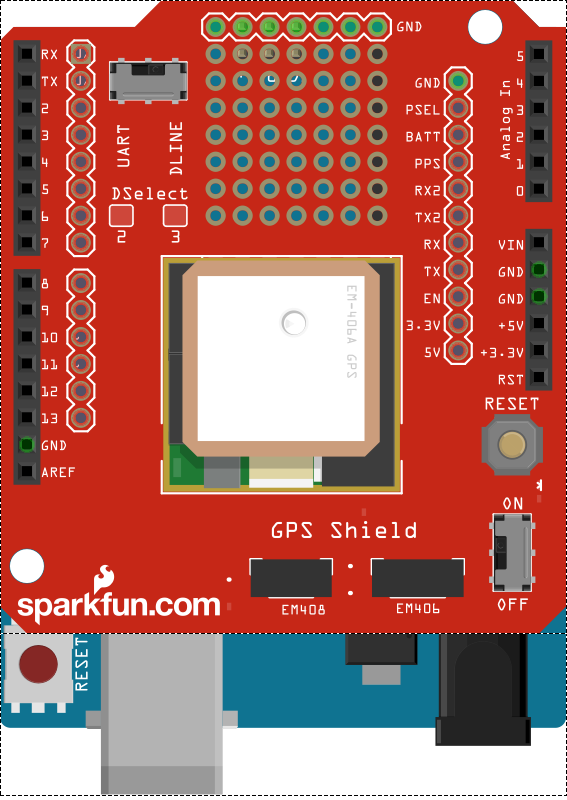 GND
RX
TX
2
3
4
5
6
7
8
9
10
11
12
13
GND
AREF
UART
DLINE
DSelect
2
3
GND
PSEL
BATT
PPS
RX2
TX2
RX
TX
EN
3.3V
5V
5
4
3
2
1
0
Analog In
VIN
GND
GND
+5V
+3.3V
RST
RESET
EM-406A GPS
ON
OFF
GPS Shield
EM408
EM406
sparkfun.com
RESET